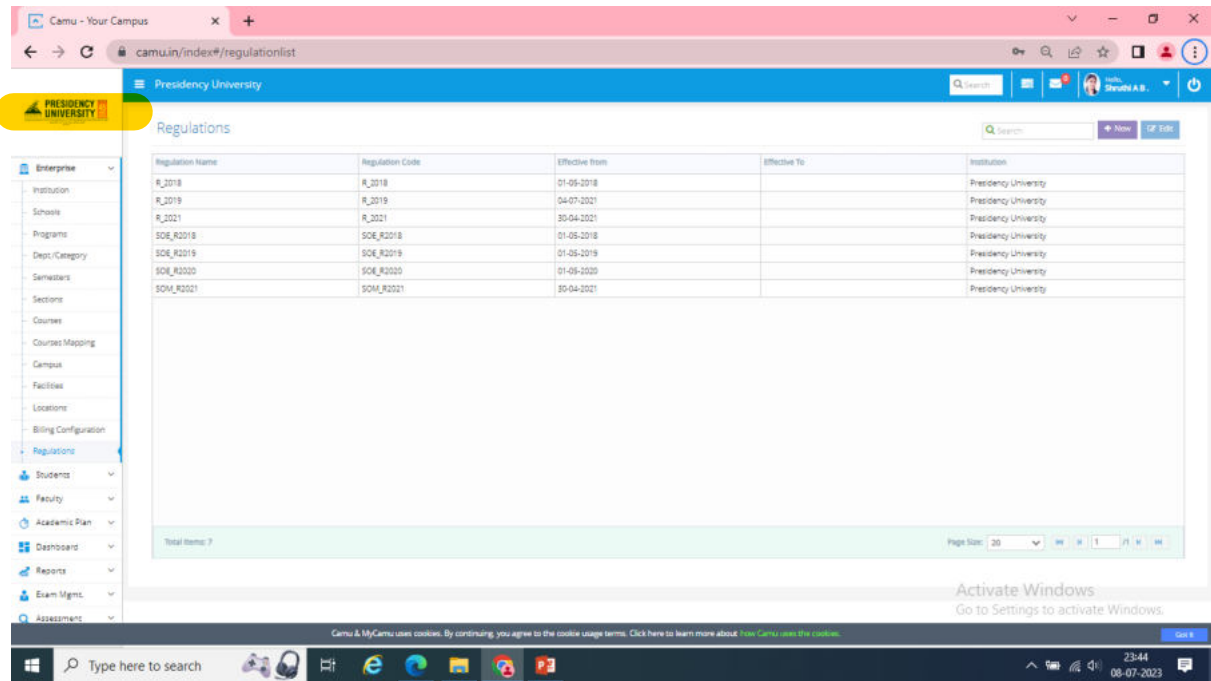 Camu - Your Campus
camu.in/index#/regulationlist
PRESIDENCY
UNIVERSITY
Presidency University
Search
Hello,
Shruthi A B .
Regulations
Search
+ New
Edit
Regulation Name Regulation Code Effective from Effective To Institution
R_2018 R_2018 01-05-2018 Presidency University
R_2019 R_2019 04-07-2021 Presidency University
R_2021 R_2021 30-04-2021 Presidency University
SOE_R2018 SOE_R2018 01-05-2018 Presidency University
SOE_R2019 SOE_R2019 01-05-2019 Presidency University
SOE_R2020 SOE_R2020 01-05-2020 Presidency University
SOM_R2021 SOM_R2021 30-04-2021 Presidency University
Enterprise
Institution
Schools
Programs
Dept./Category
Semesters
Sections
Courses
Courses Mapping
Campus
Facilities
Locations
Billing Configuration
Regulations
Students
Faculty
Academic Plan
Dashboard
Reports
Exam Mgmt.
Assessment
Total Items: 7
Page Size: 20
1 /1
Activate Windows
Go to Settings to activate Windows.
Camu & MyCamu uses cookies. By continuing, you agree to the cookie usage terms. Click here to learn more about how Camu uses the cookies.
Got It
Type here to search
23:44
08-07-2023